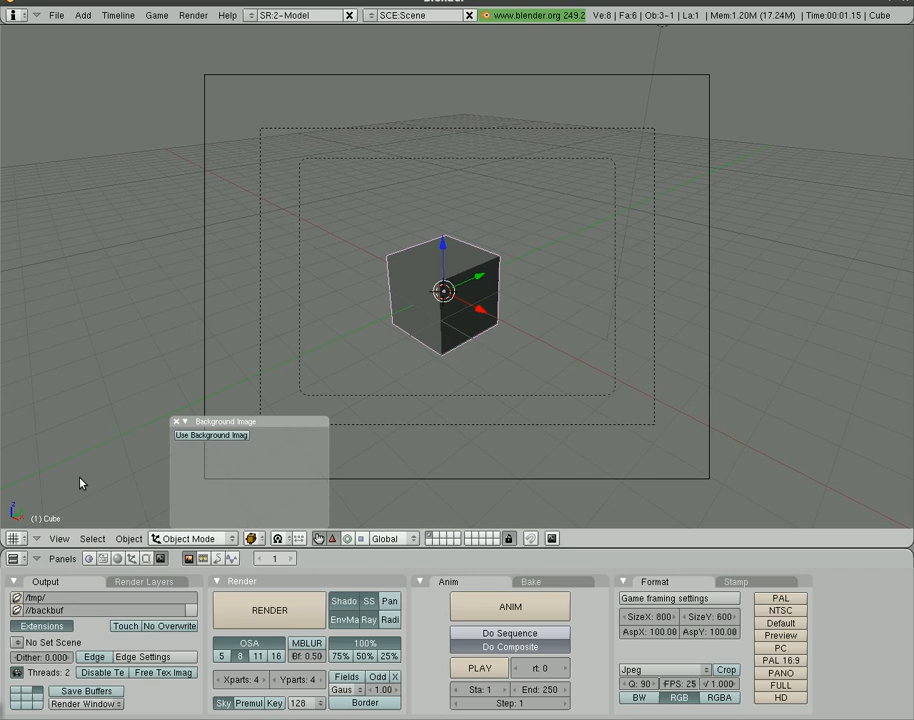 Blender
File Add Timeline Game Render Help SR:2-Model SCE:Scene www.blender.org 249.2 Ve:8 | Fa:6 | Ob:3-1 | La:1 | Mem:1.20M (17.24M) | Time:00:01.15 | Cube
Background Image
Use Background Imag
z
(1) Cube
View Select Object Object Mode Global
Panels 1
Output Render Layers
/tmp/
//backbuf
Extensions Touch No Overwrite
No Set Scene
Dither: 0.000 Edge Edge Settings
Threads: 2 Disable Te Free Tex Imag
Save Buffers
Render Window
Render
RENDER Shado SS Pan
EnvMa Ray Radi
OSA MBLUR 100%
5 8 11 16 Bf: 0.50 75% 50% 25%
Xparts: 4 Yparts: 4 Fields Odd X
Gaus 1.00
Sky Premul Key 128 Border
Anim Bake
ANIM
Do Sequence
Do Composite
PLAY rt: 0
Sta: 1 End: 250
Step: 1
Format Stamp
Game framing settings
SizeX: 800 SizeY: 600
AspX: 100.00 AspY: 100.00
Jpeg Crop
Q: 90 FPS: 25 / 1.000
BW RGB RGBA
PAL
NTSC
Default
Preview
PC
PAL 16:9
PANO
FULL
HD